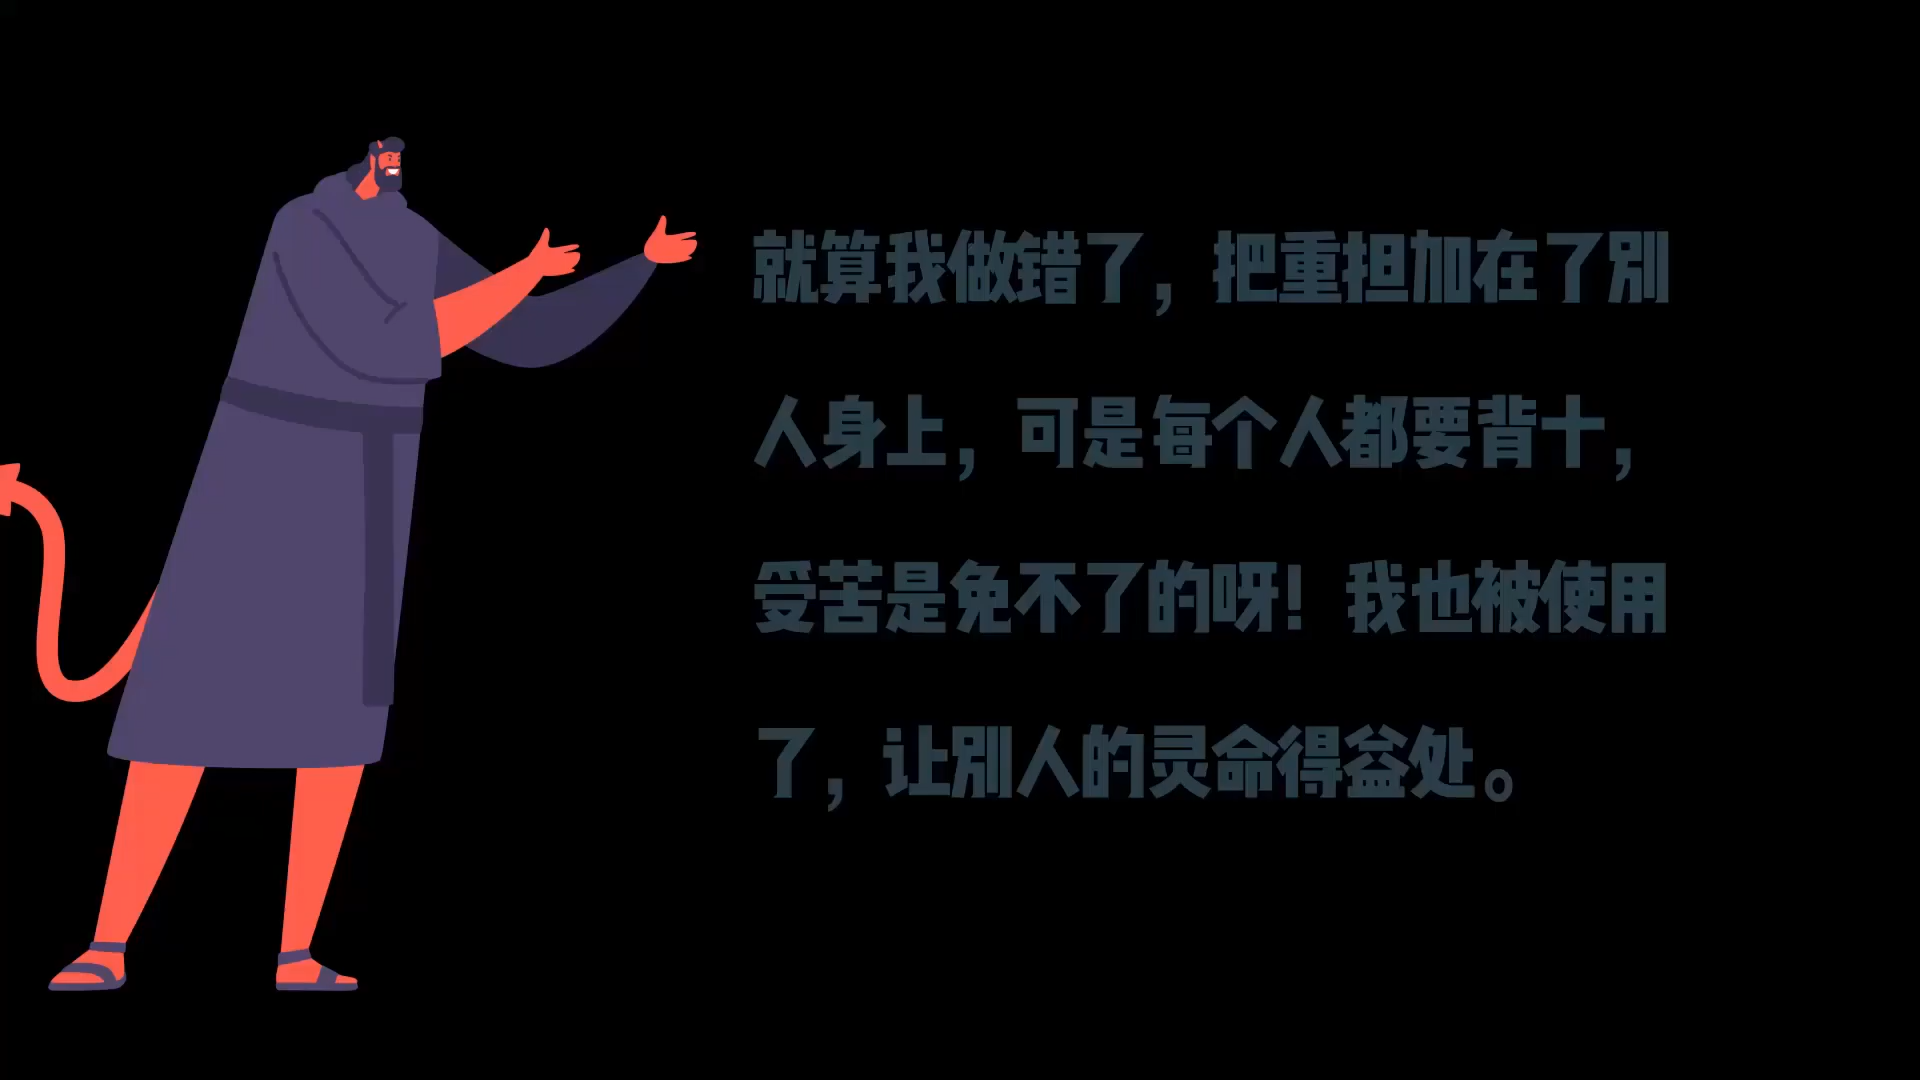 就算我做错了，把重担加在了别
人身上，可是每个人都要背十，
受苦是免不了的呀！我也被使用
了，让别人的灵命得益处。